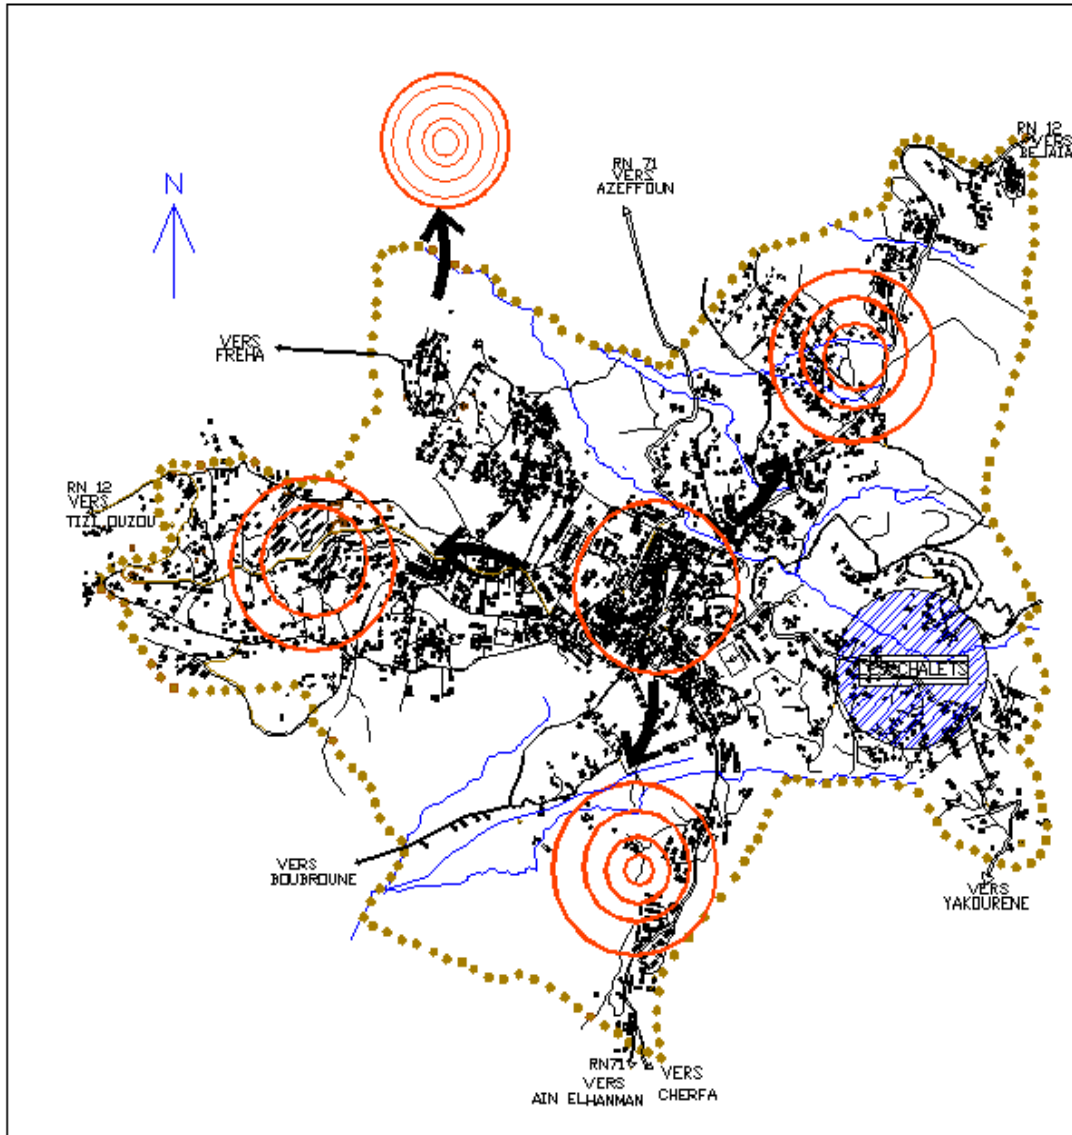 RN 12
VERS
BEJAIA
RN 71
VERS
AZEFFOUN
N
VERS
FREHA
RN 12
VERS
TIZI OUZOU
CHALETS
VERS
BOUBROUNE
VERS
YAKOURENE
RN71
VERS
AIN ELHANMAN
VERS
CHERFA